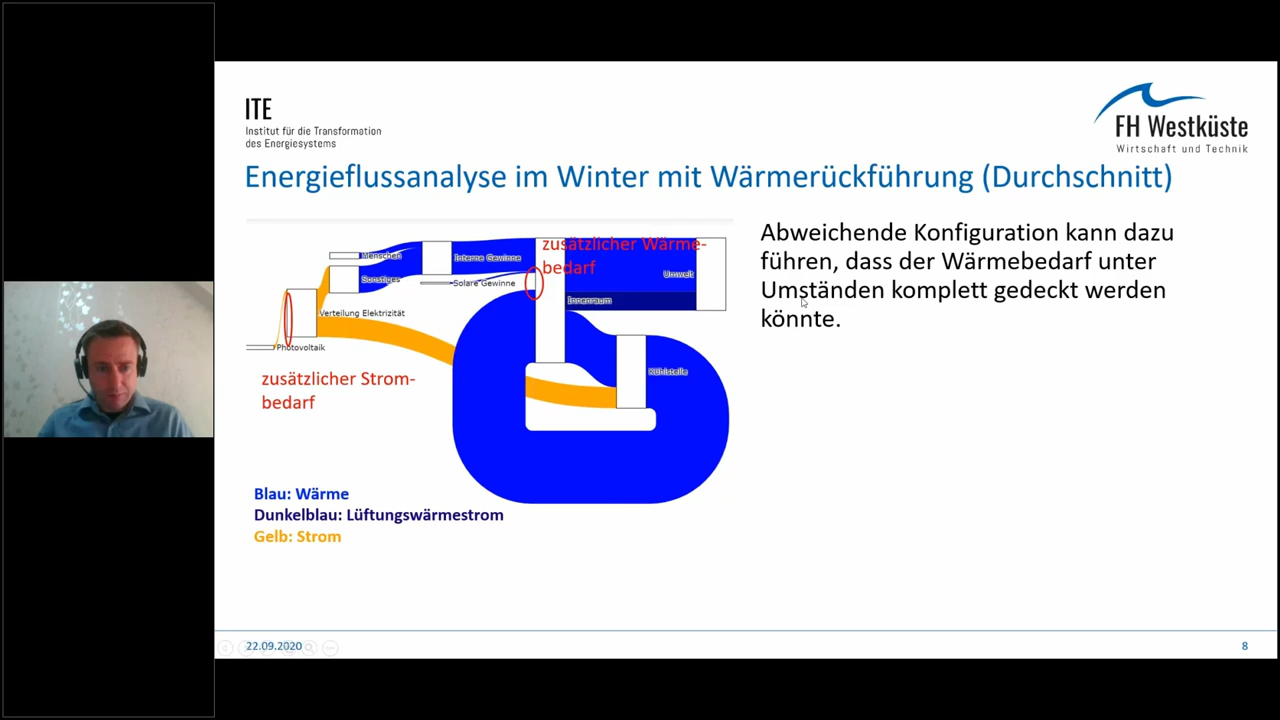 ITE
Institut für die Transformation
des Energiesystems
FH Westküste
Wirtschaft und Technik
Energieflussanalyse im Winter mit Wärmerückführung (Durchschnitt)
Menschen
Sonstiges
Interne Gewinne
Solare Gewinne
zusätzlicher Wärme-
bedarf
Umwelt
Innenraum
Verteilung Elektrizität
Photovoltaik
Kühlstelle
zusätzlicher Strom-
bedarf
Blau: Wärme
Dunkelblau: Lüftungswärmestrom
Gelb: Strom
Abweichende Konfiguration kann dazu
führen, dass der Wärmebedarf unter
Umständen komplett gedeckt werden
könnte.
22.09.2020
8